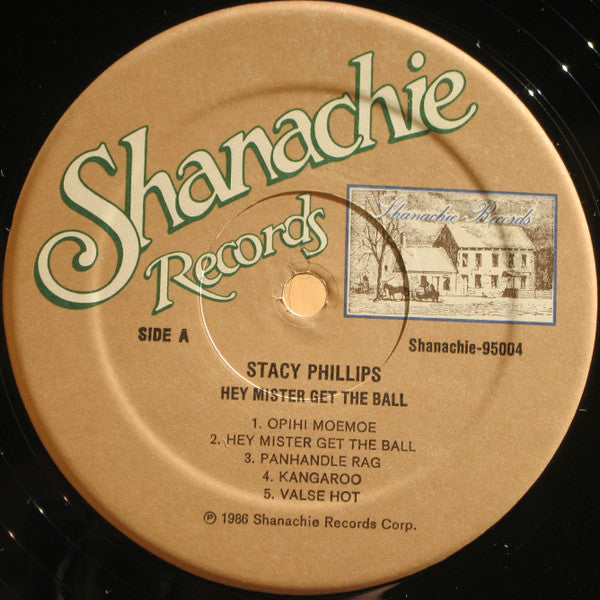 Shanachie
Records
Shanachie Records
SIDE A
Shanachie-95004
STACY PHILLIPS
HEY MISTER GET THE BALL
1. OPIHI MOEMOE
2. HEY MISTER GET THE BALL
3. PANHANDLE RAG
4. KANGAROO
5. VALSE HOT
℗ 1986 Shanachie Records Corp.